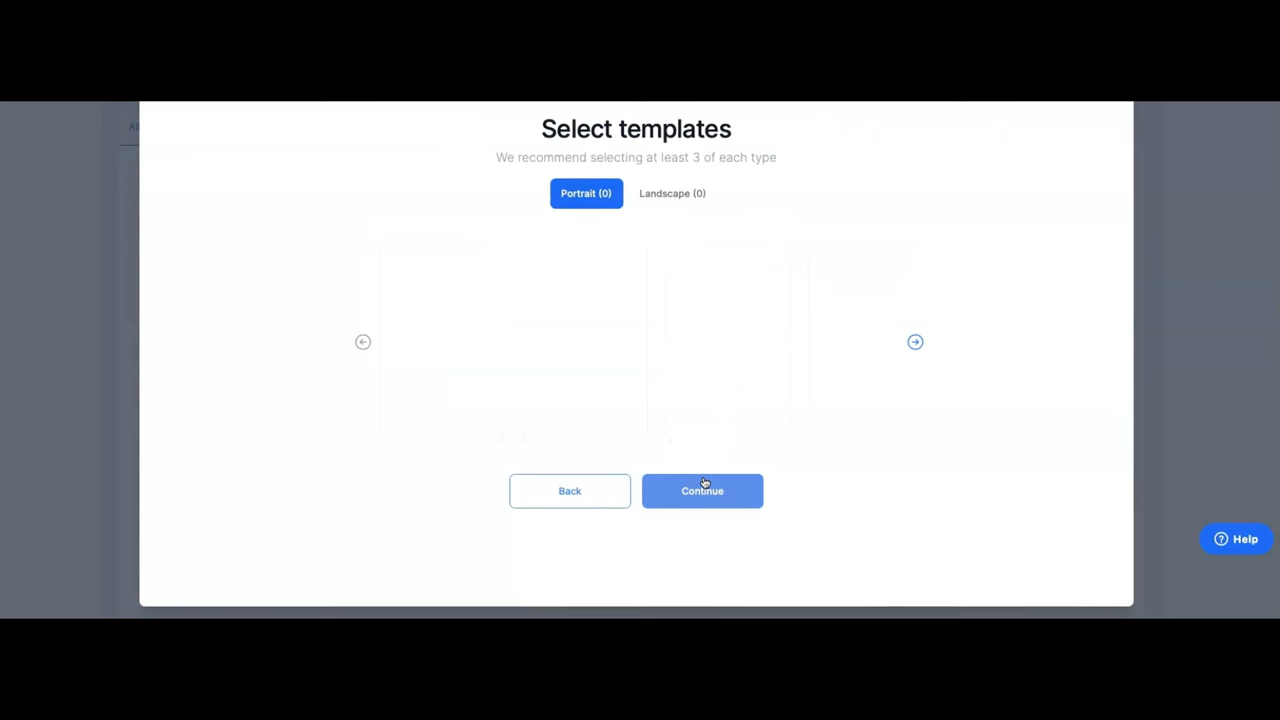 Select templates
We recommend selecting at least 3 of each type
Portrait (0) Landscape (0)
Back Continue
Help